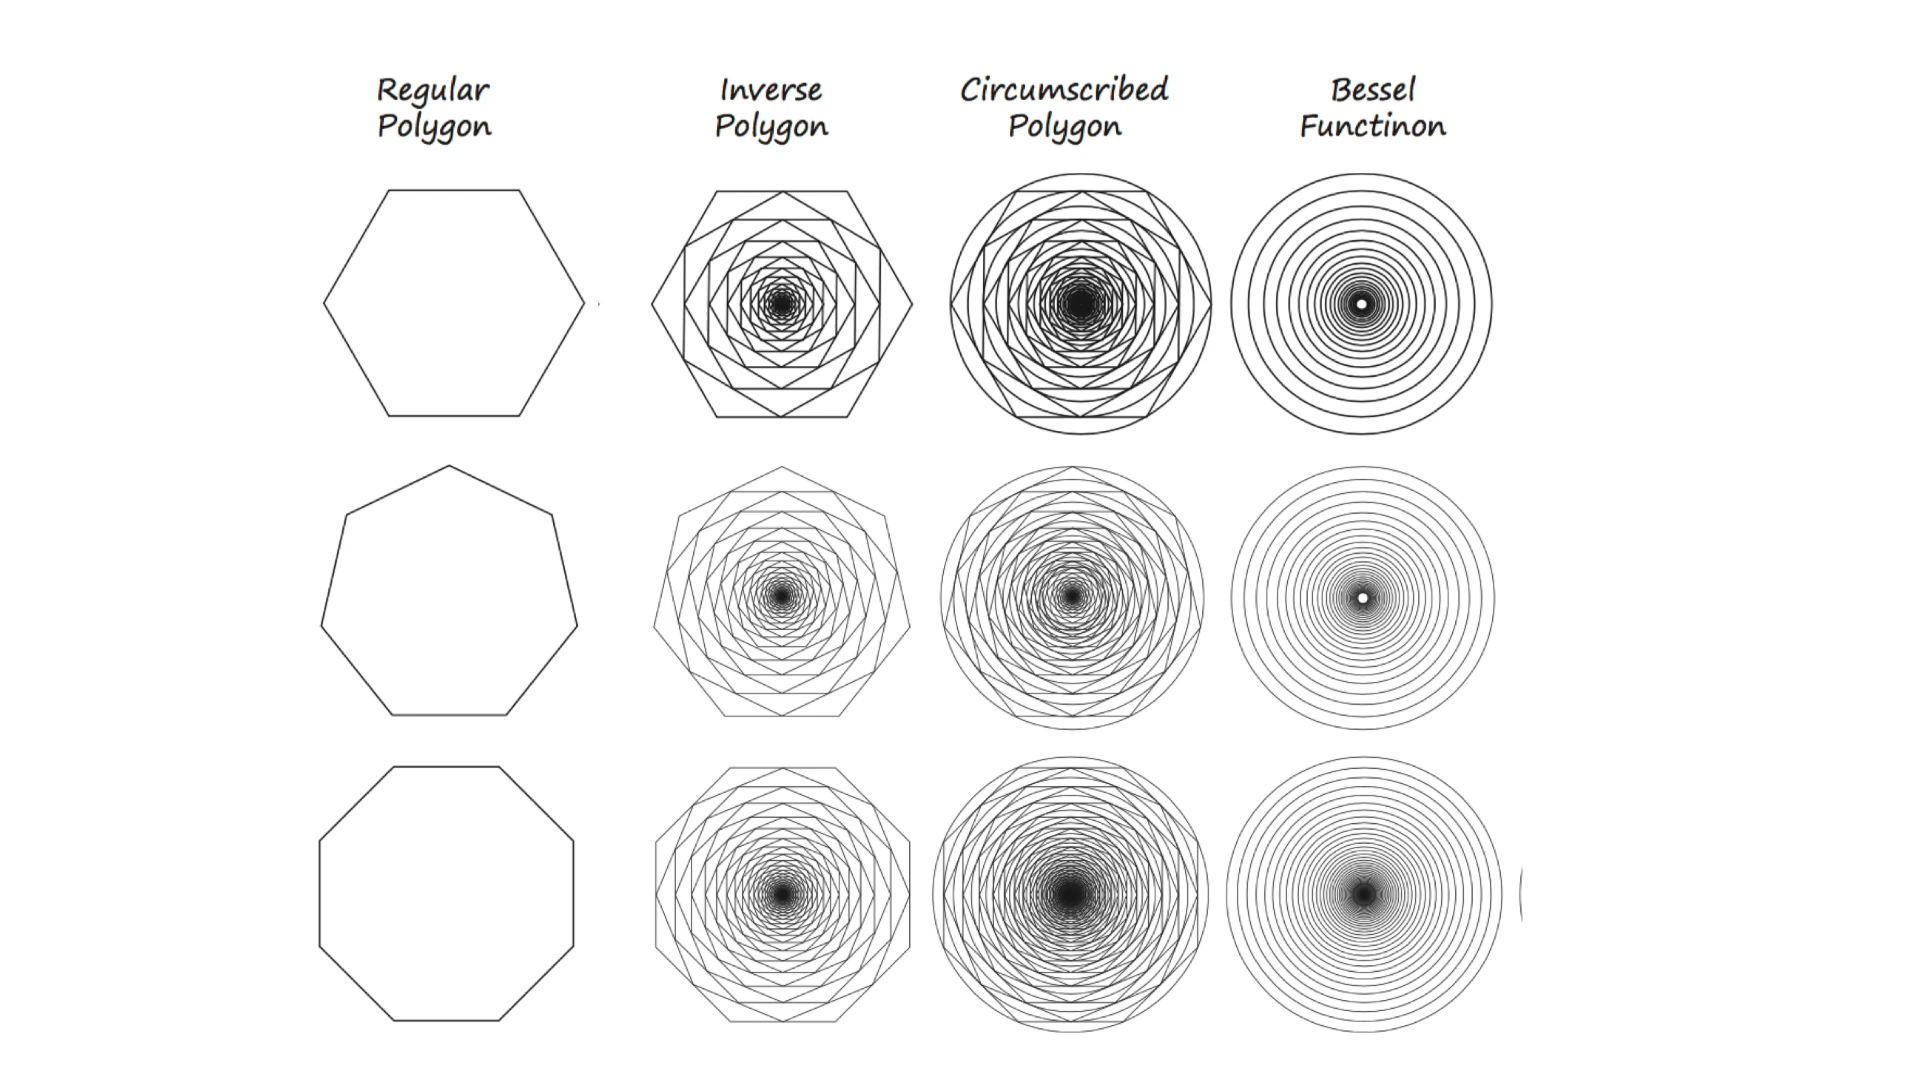 Regular
Polygon
Inverse
Polygon
Circumscribed
Polygon
Bessel
Functinon